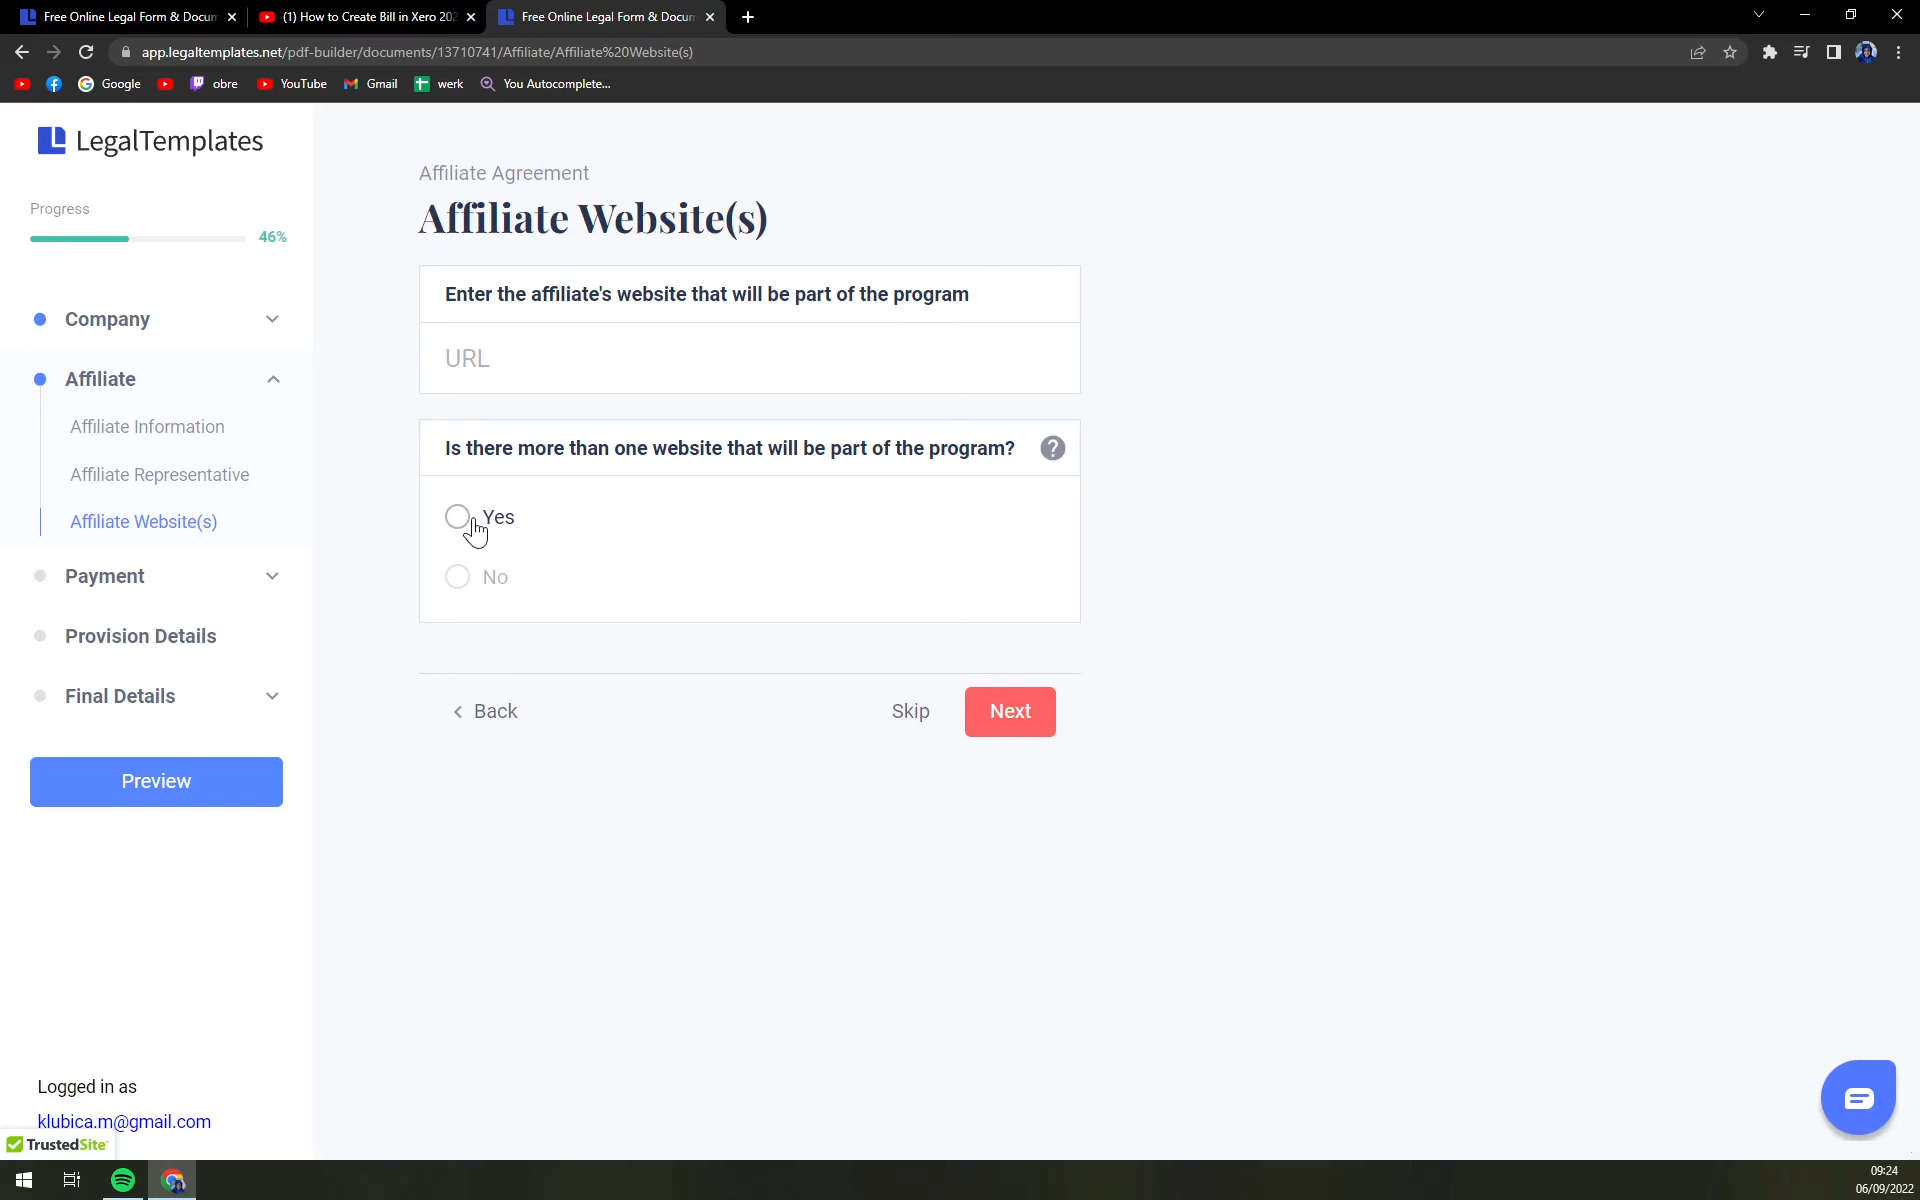 Free Online Legal Form & Docum
(1) How to Create Bill in Xero 202
Free Online Legal Form & Docum
app.legaltemplates.net/pdf-builder/documents/13710741/Affiliate/Affiliate%20Website(s)
Google
obre
YouTube
Gmail
werk
You Autocomplete...
LegalTemplates
Progress
46%
Company
Affiliate
Affiliate Information
Affiliate Representative
Affiliate Website(s)
Payment
Provision Details
Final Details
Preview
Logged in as
klubica.m@gmail.com
TrustedSite
Affiliate Agreement
Affiliate Website(s)
Enter the affiliate's website that will be part of the program
URL
Is there more than one website that will be part of the program?
?
Yes
No
Back
Skip
Next
09:24
06/09/2022